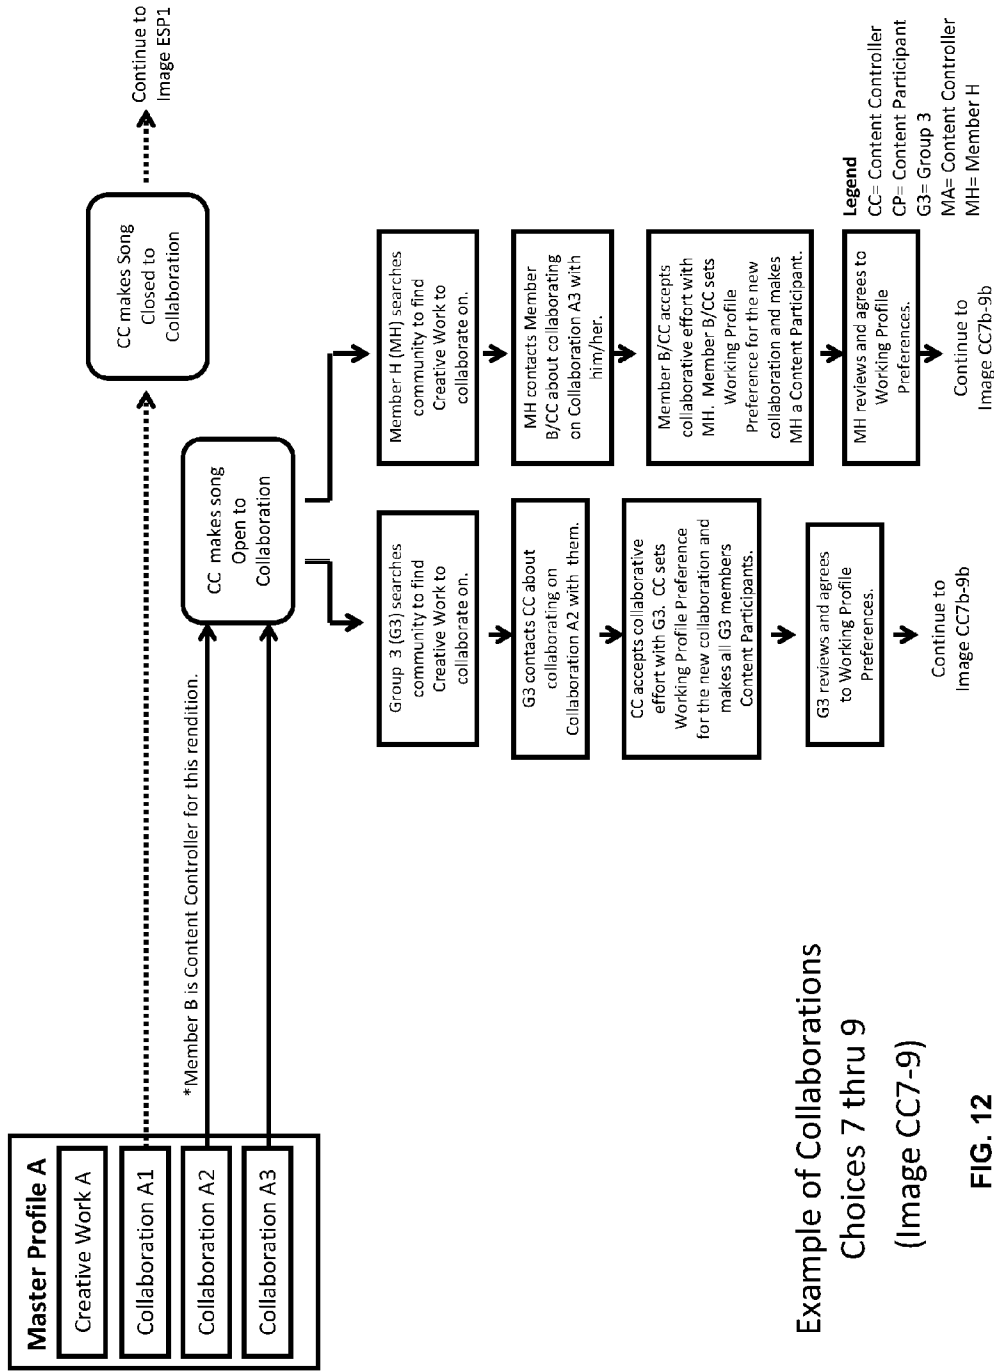 Master Profile A
Creative Work A
Collaboration A1
Collaboration A2
Collaboration A3
*Member B is Content Controller for this rendition.
CC makes Song
Closed to
Collaboration
Continue to
Image ESP1
CC makes song
Open to
Collaboration
Group 3 (G3) searches
community to find
Creative Work to
collaborate on.
G3 contacts CC about
collaborating on
Collaboration A2 with them.
CC accepts collaborative
effort with G3. CC sets
Working Profile Preference
for the new collaboration and
makes all G3 members
Content Participants.
G3 reviews and agrees
to Working Profile
Preferences.
Continue to
Image CC7b-9b
Member H (MH) searches
community to find
Creative Work to
collaborate on.
MH contacts Member
B/CC about collaborating
on Collaboration A3 with
him/her.
Member B/CC accepts
collaborative effort with
MH. Member B/CC sets
Working Profile
Preference for the new
collaboration and makes
MH a Content Participant.
MH reviews and agrees to
Working Profile
Preferences.
Continue to
Image CC7b-9b
Legend
CC= Content Controller
CP= Content Participant
G3= Group 3
MA= Content Controller
MH= Member H
Example of Collaborations
Choices 7 thru 9
(Image CC7-9)
FIG. 12